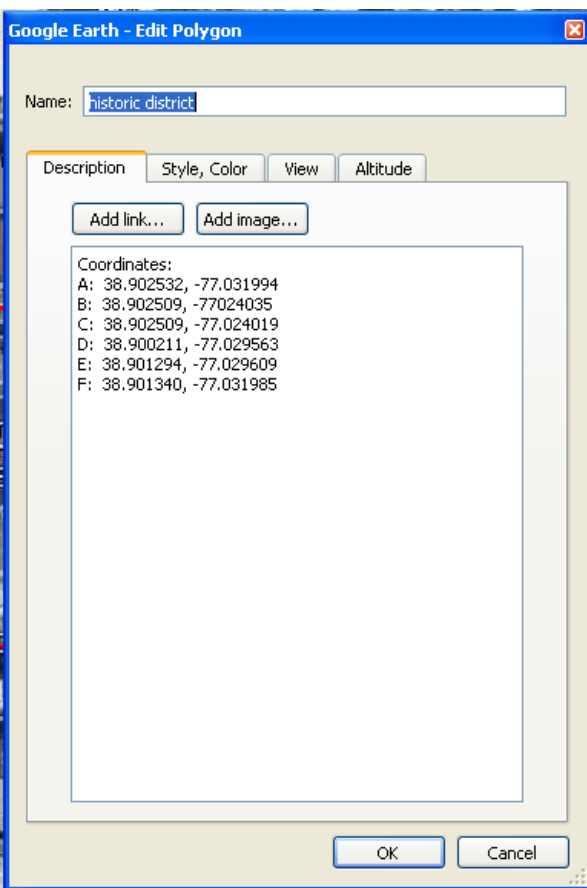 Google Earth - Edit Polygon
Name: historic district
Description Style, Color View Altitude
Add link... Add image...
Coordinates:
A: 38.902532, -77.031994
B: 38.902509, -77024035
C: 38.902509, -77.024019
D: 38.900211, -77.029563
E: 38.901294, -77.029609
F: 38.901340, -77.031985
OK Cancel